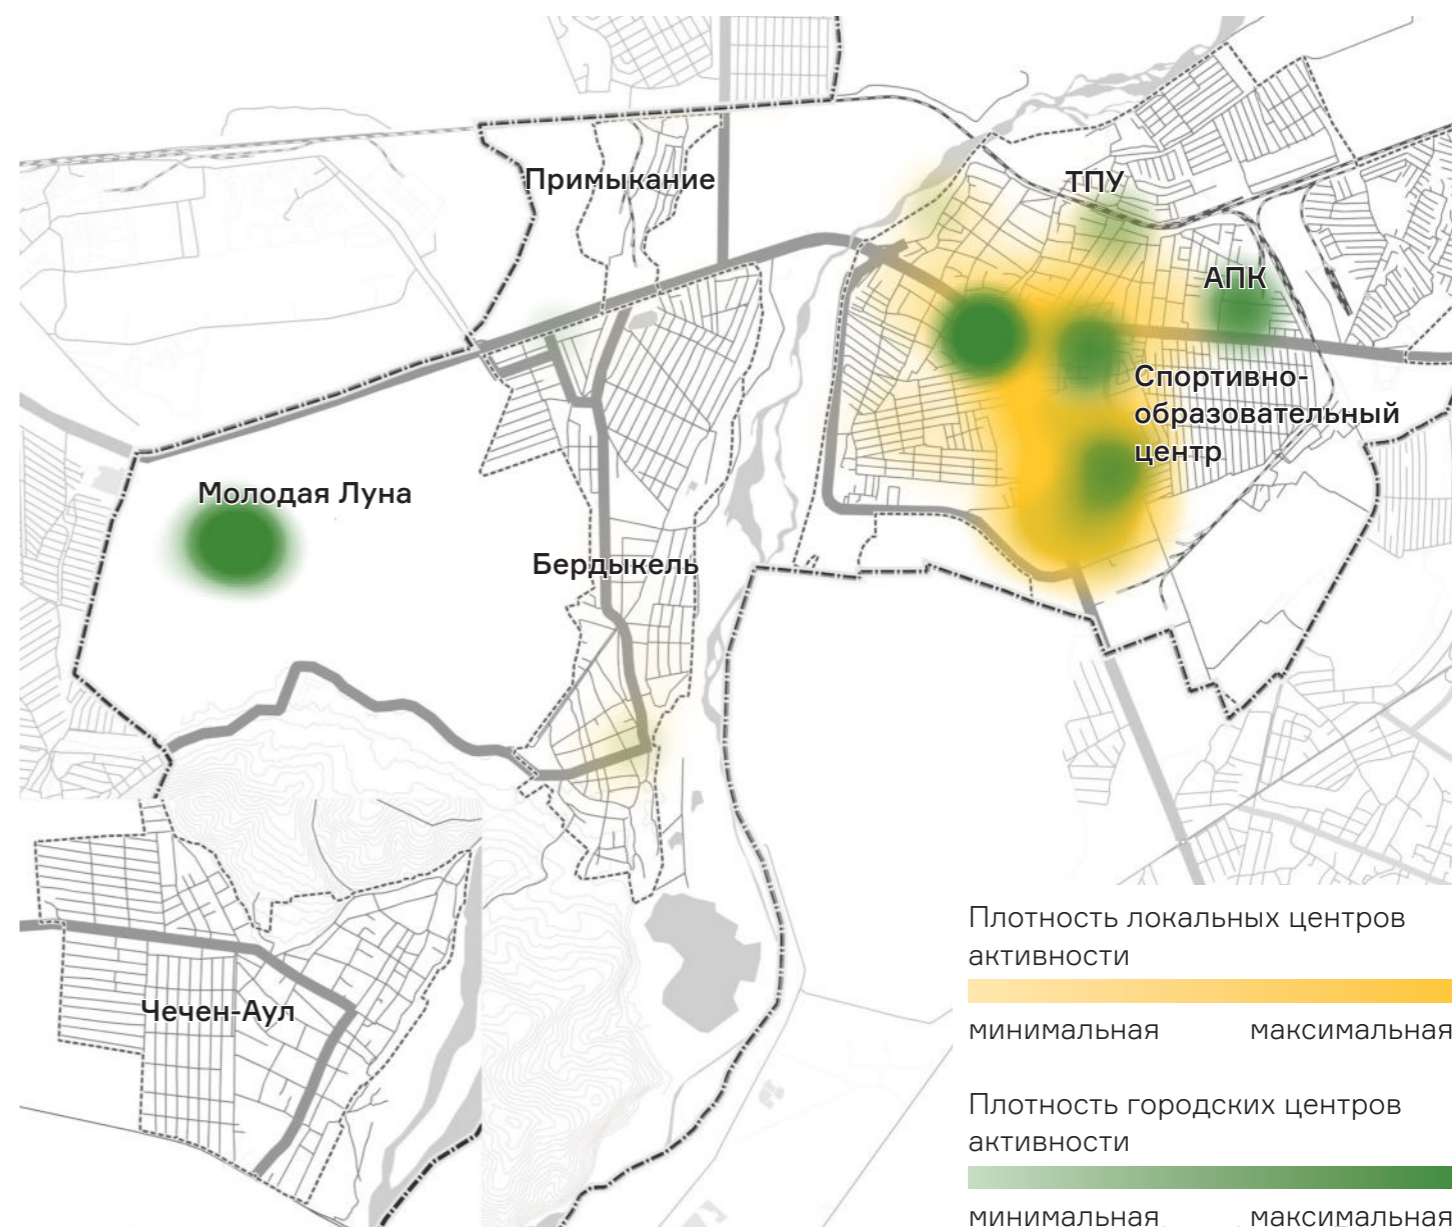 Примыкание
ТПУ
АПК
Спортивно-
образовательный
центр
Молодая Луна
Бердыкель
Чечен-Аул
Плотность локальных центров
активности
минимальная максимальная
Плотность городских центров
активности
минимальная максимальная